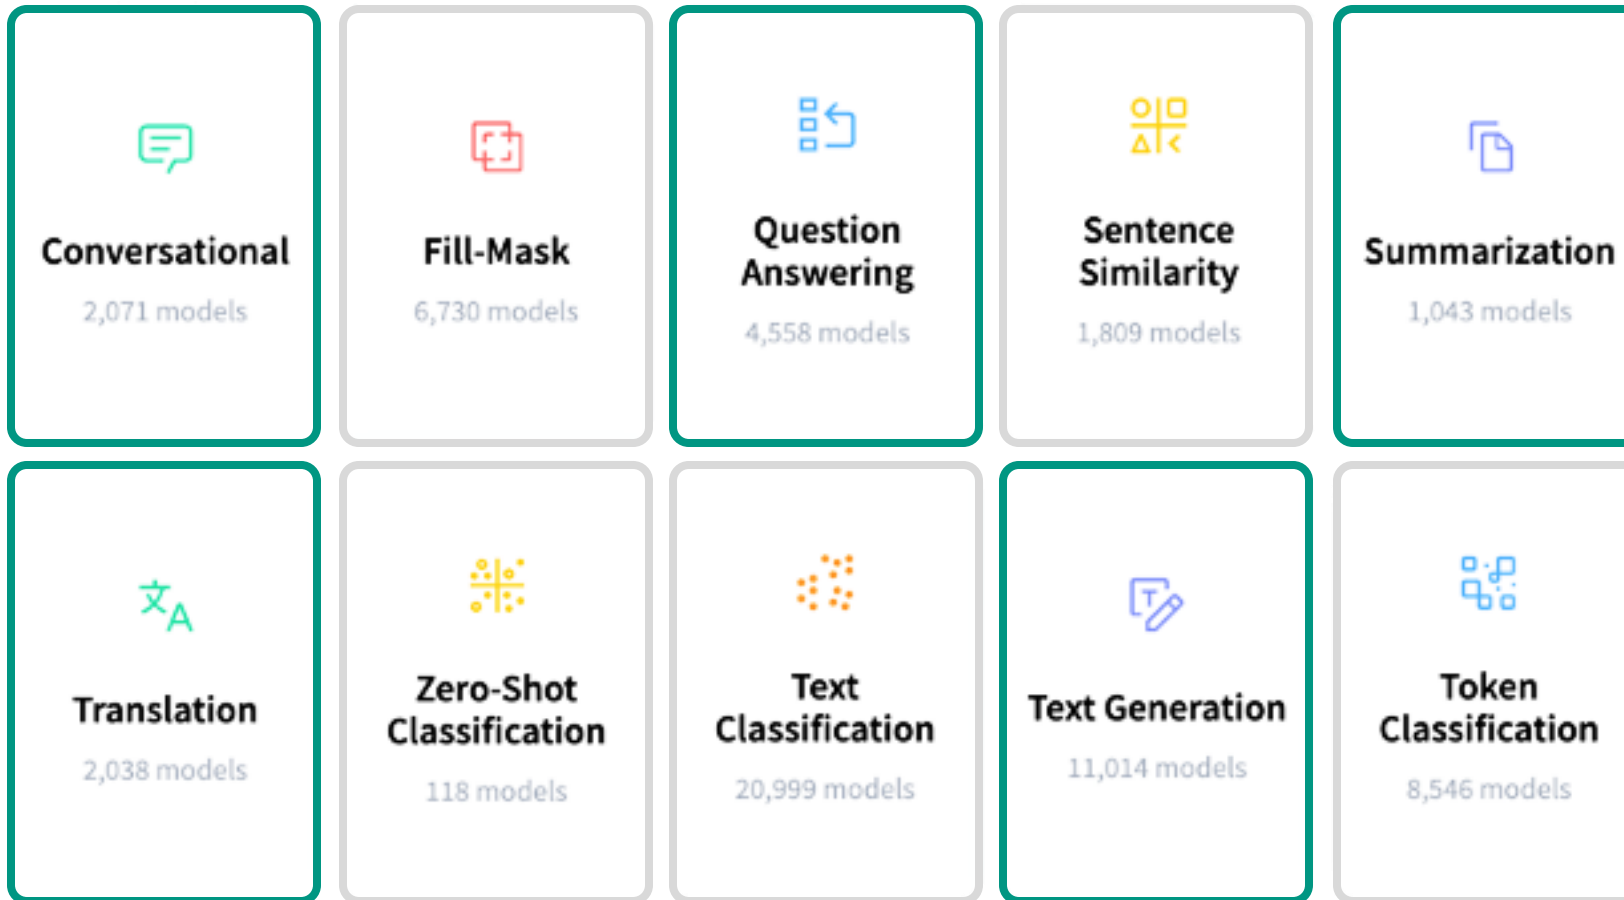 Conversational
2,071 models
Fill-Mask
6,730 models
Question
Answering
4,558 models
Sentence
Similarity
1,809 models
Summarization
1,043 models
文A
Translation
2,038 models
Zero-Shot
Classification
118 models
Text
Classification
20,999 models
T
Text Generation
11,014 models
Token
Classification
8,546 models